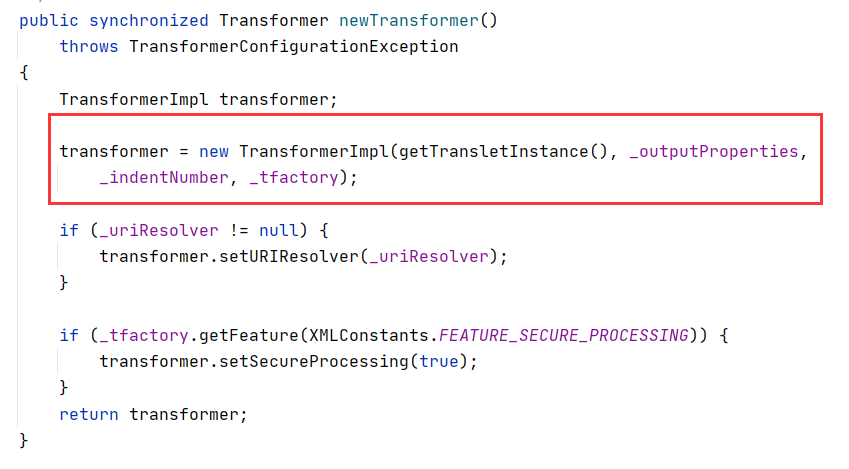 public synchronized Transformer newTransformer()
throws TransformerConfigurationException
{
TransformerImpl transformer;
transformer = new TransformerImpl(getTransletInstance(), _outputProperties,
_indentNumber, _tfactory);
if (_uriResolver != null) {
transformer.setURIResolver(_uriResolver);
}
if (_tfactory.getFeature(XMLConstants.FEATURE_SECURE_PROCESSING)) {
transformer.setSecureProcessing(true);
}
return transformer;
}